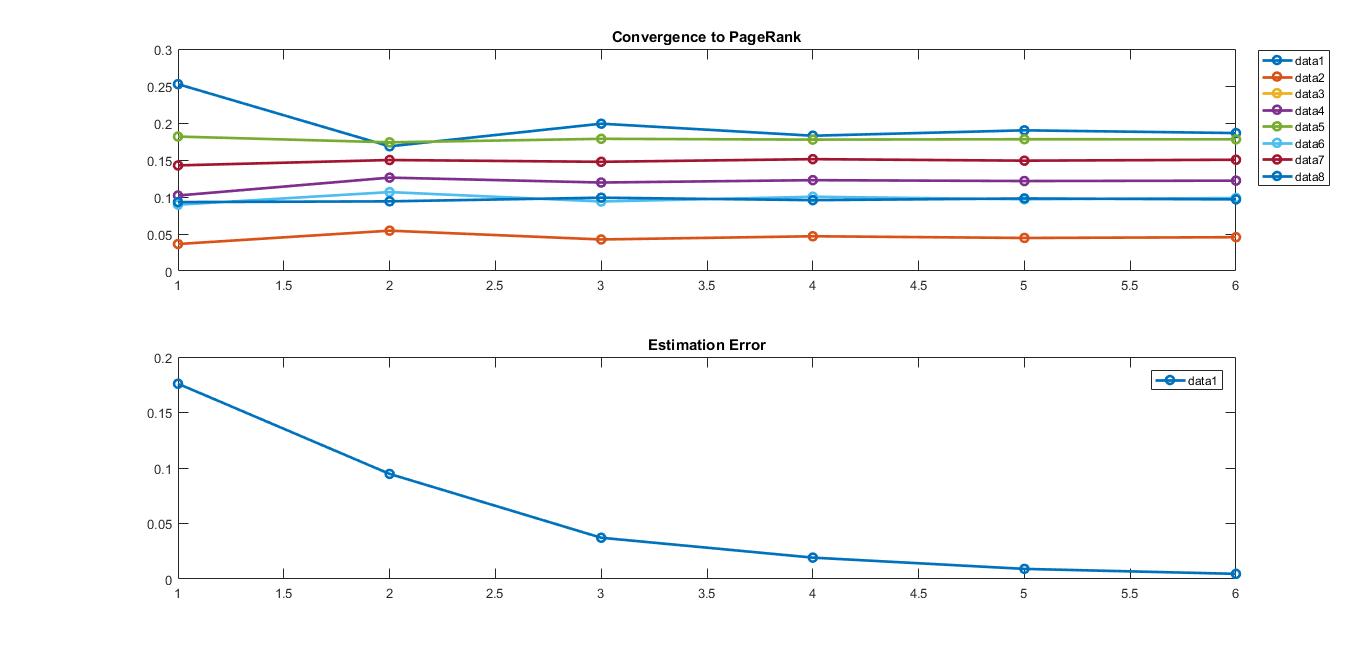 Convergence to PageRank
0.3
0.25
0.2
0.15
0.1
0.05
0
1 1.5 2 2.5 3 3.5 4 4.5 5 5.5 6
data1
data2
data3
data4
data5
data6
data7
data8
Estimation Error
0.2
0.15
0.1
0.05
0
1 1.5 2 2.5 3 3.5 4 4.5 5 5.5 6
data1